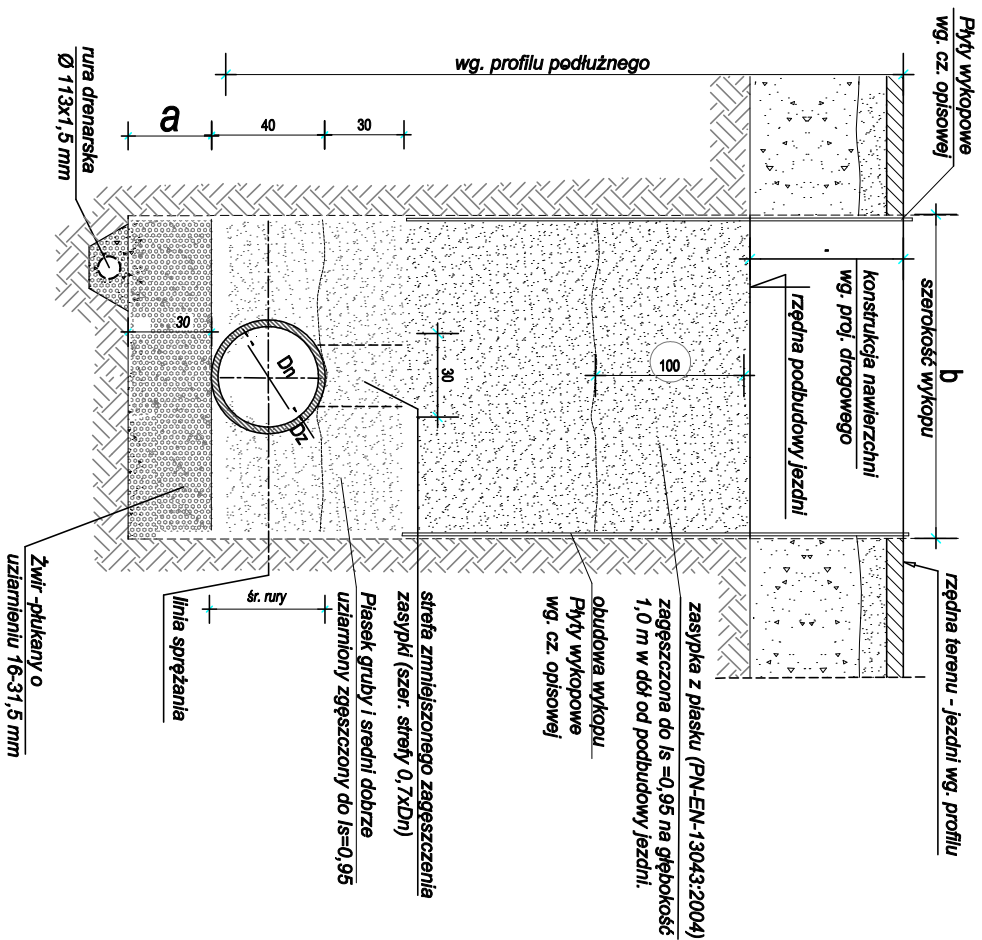 Płyty wykopowe
wg. cz. opisowej
b
szerokość wykopu
rzędna terenu - jezdni wg. profilu
konstrukcja nawierzchni
wg. proj. drogowego
rzędna podbudowy jezdni
wg. profilu podłużnego
100
zasypka z piasku (PN-EN-13043:2004)
zagęszczona do Is =0,95 na głębokość
1,0 m w dół od podbudowy jezdni.
obudowa wykopu
Płyty wykopowe
wg. cz. opisowej
30
30
strefa zmniejszonego zagęszczenia
zasypki (szer. strefy 0,7xDn)
Piasek gruby i sredni dobrze
uziarniony zgęszczony do Is=0,95
40
Dn
Dz
śr. rury
linia sprężania
a
30
rura drenarska
Ø 113x1,5 mm
Żwir -płukany o
uziarnieniu 16-31,5 mm